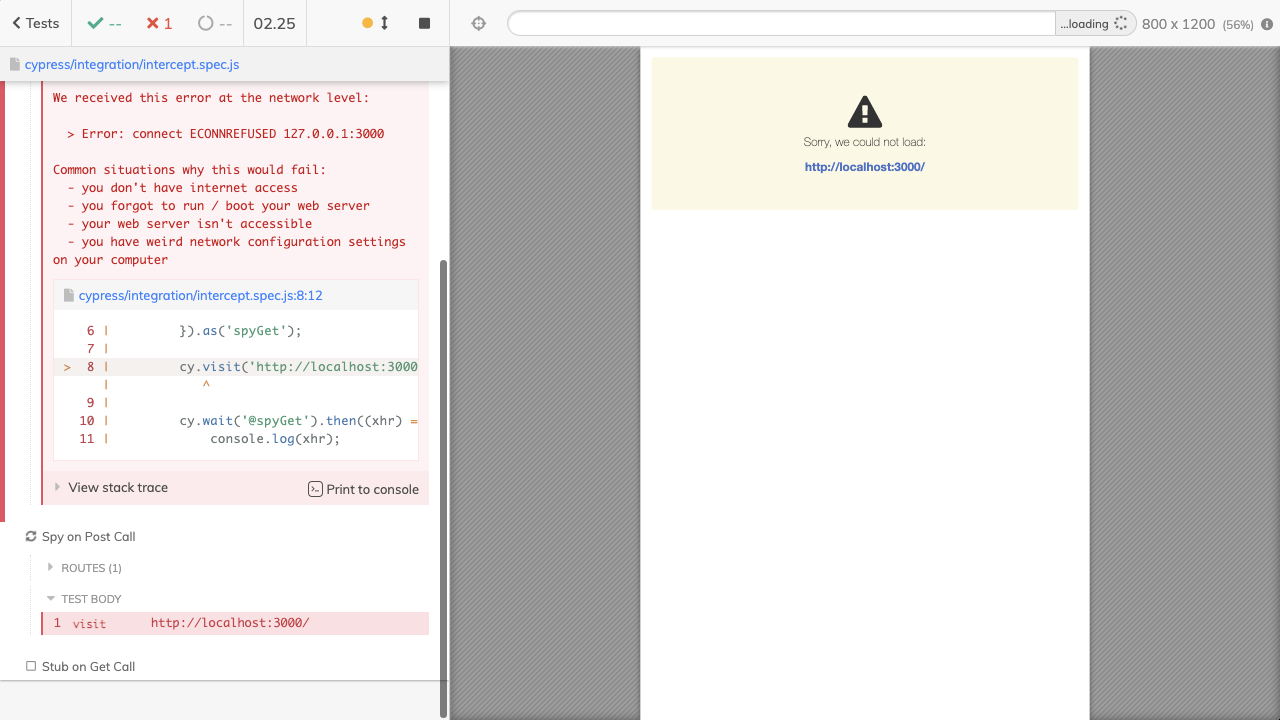 Tests
--
1
--
02.25
...loading
800 x 1200 (56%)
cypress/integration/intercept.spec.js
We received this error at the network level:
> Error: connect ECONNREFUSED 127.0.0.1:3000
Common situations why this would fail:
- you don't have internet access
- you forgot to run / boot your web server
- your web server isn't accessible
- you have weird network configuration settings
on your computer
cypress/integration/intercept.spec.js:8:12
6 | }).as('spyGet');
7 |
> 8 | cy.visit('http://localhost:3000
| ^
9 |
10 | cy.wait('@spyGet').then((xhr) =
11 | console.log(xhr);
View stack trace
Print to console
Spy on Post Call
ROUTES (1)
TEST BODY
1 visit http://localhost:3000/
Stub on Get Call
Sorry, we could not load:
http://localhost:3000/